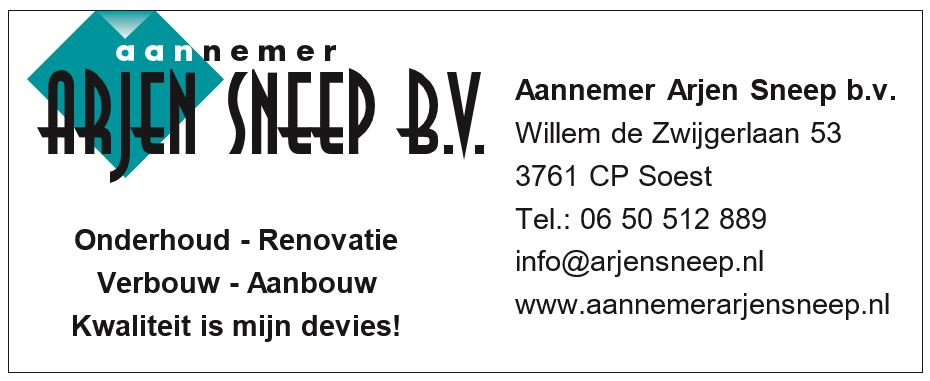 aannemer
ARJEN SNEEP B.V.
Onderhoud - Renovatie
Verbouw - Aanbouw
Kwaliteit is mijn devies!
Aannemer Arjen Sneep b.v.
Willem de Zwijgerlaan 53
3761 CP Soest
Tel.: 06 50 512 889
info@arjensneep.nl
www.aannemerarjensneep.nl